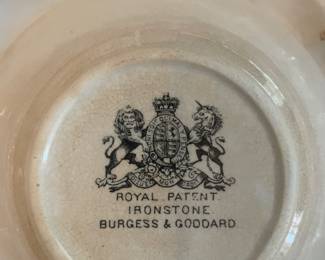 ROYAL PATENT
IRONSTONE
BURGESS & GODDARD